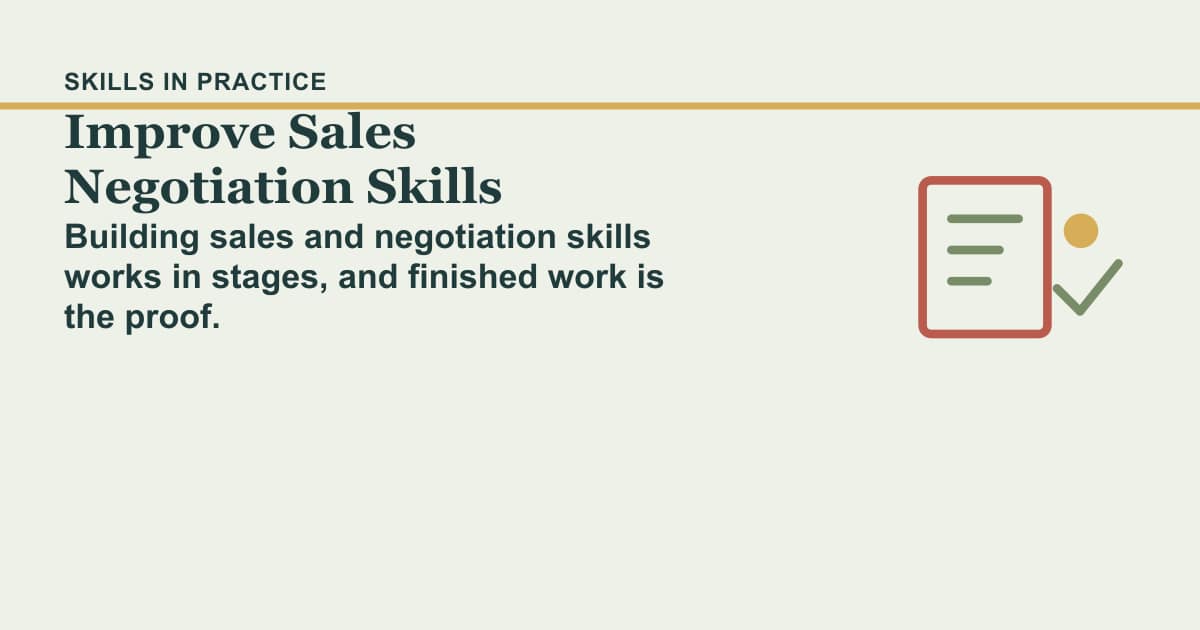 SKILLS IN PRACTICE
Improve Sales
Negotiation Skills
Building sales and negotiation skills
works in stages, and finished work is
the proof.